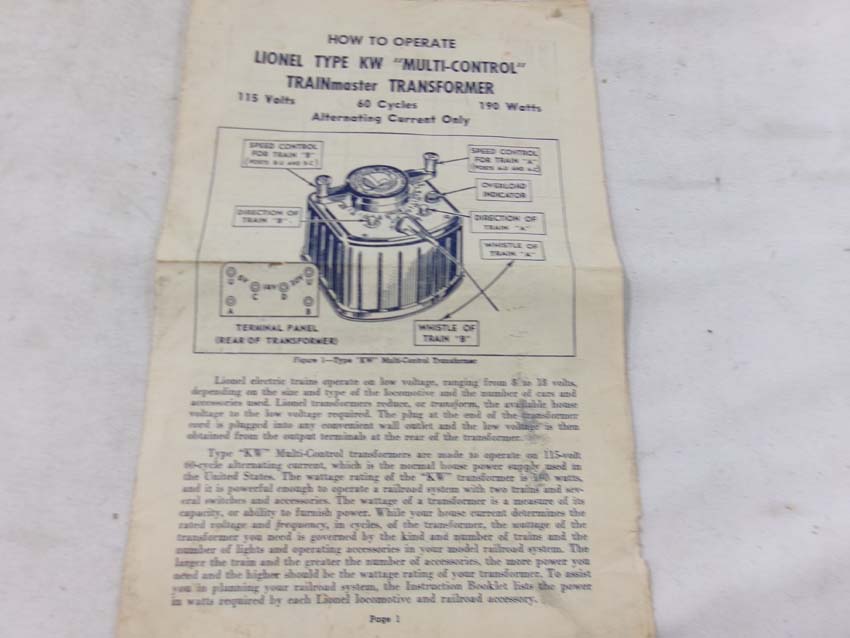 HOW TO OPERATE
LIONEL TYPE KW "MULTI-CONTROL"
TRAINmaster TRANSFORMER
115 Volts 60 Cycles 190 Watts
Alternating Current Only
SPEED CONTROL
FOR TRAIN "B"
(POSTS B-U AND B-C)
SPEED CONTROL
FOR TRAIN "A"
(POSTS A-U AND A-C)
OVERLOAD
INDICATOR
DIRECTION OF
TRAIN "B"
DIRECTION OF
TRAIN "A"
WHISTLE OF
TRAIN "A"
U 6V 14V 20V U
C D
A B
TERMINAL PANEL
(REAR OF TRANSFORMER)
WHISTLE OF
TRAIN "B"
Figure 1—Type "KW" Multi-Control Transformer
Lionel electric trains operate on low voltage, ranging from 8 to 18 volts,
depending on the size and type of the locomotive and the number of cars and
accessories used. Lionel transformers reduce, or transform, the available house
voltage to the low voltage required. The plug at the end of the transformer
cord is plugged into any convenient wall outlet and the low voltage is then
obtained from the output terminals at the rear of the transformer.
Type "KW" Multi-Control transformers are made to operate on 115-volt
60-cycle alternating current, which is the normal house power supply used in
the United States. The wattage rating of the "KW" transformer is 190 watts,
and it is powerful enough to operate a railroad system with two trains and sev-
eral switches and accessories. The wattage of a transformer is a measure of its
capacity, or ability to furnish power. While your house current determines the
rated voltage and frequency, in cycles, of the transformer, the wattage of the
transformer you need is governed by the kind and number of trains and the
number of lights and operating accessories in your model railroad system. The
larger the train and the greater the number of accessories, the more power you
need and the higher should be the wattage rating of your transformer. To assist
you in planning your railroad system, the Instruction Booklet lists the power
in watts required by each Lionel locomotive and railroad accessory.
Page 1